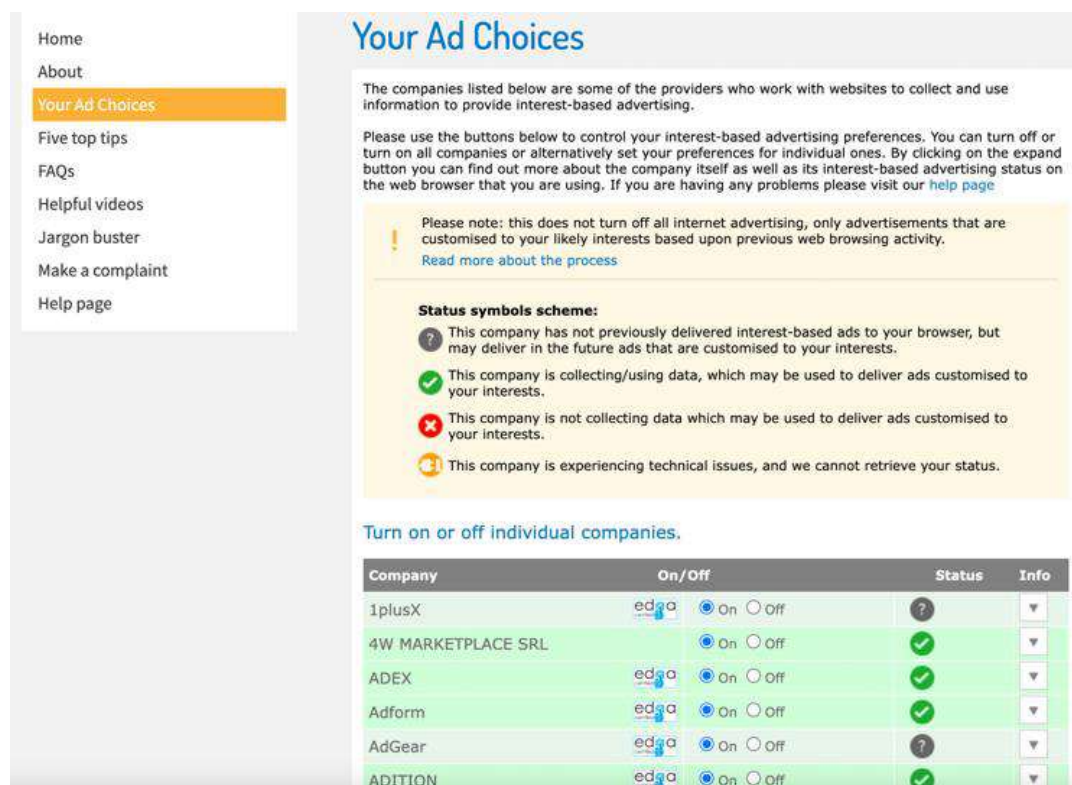 Home
About
Your Ad Choices
Five top tips
FAQs
Helpful videos
Jargon buster
Make a complaint
Help page
Your Ad Choices
The companies listed below are some of the providers who work with websites to collect and use
information to provide interest-based advertising.
Please use the buttons below to control your interest-based advertising preferences. You can turn off or
turn on all companies or alternatively set your preferences for individual ones. By clicking on the expand
button you can find out more about the company itself as well as its interest-based advertising status on
the web browser that you are using. If you are having any problems please visit our help page
Please note: this does not turn off all internet advertising, only advertisements that are
customised to your likely interests based upon previous web browsing activity.
Read more about the process
Status symbols scheme:
This company has not previously delivered interest-based ads to your browser, but
may deliver in the future ads that are customised to your interests.
This company is collecting/using data, which may be used to deliver ads customised to
your interests.
This company is not collecting data which may be used to deliver ads customised to
your interests.
This company is experiencing technical issues, and we cannot retrieve your status.
Turn on or off individual companies.
Company On/Off Status Info
1plusX edaa On Off
4W MARKETPLACE SRL On Off
ADEX edaa On Off
Adform edaa On Off
AdGear edaa On Off
ADITION edaa On Off